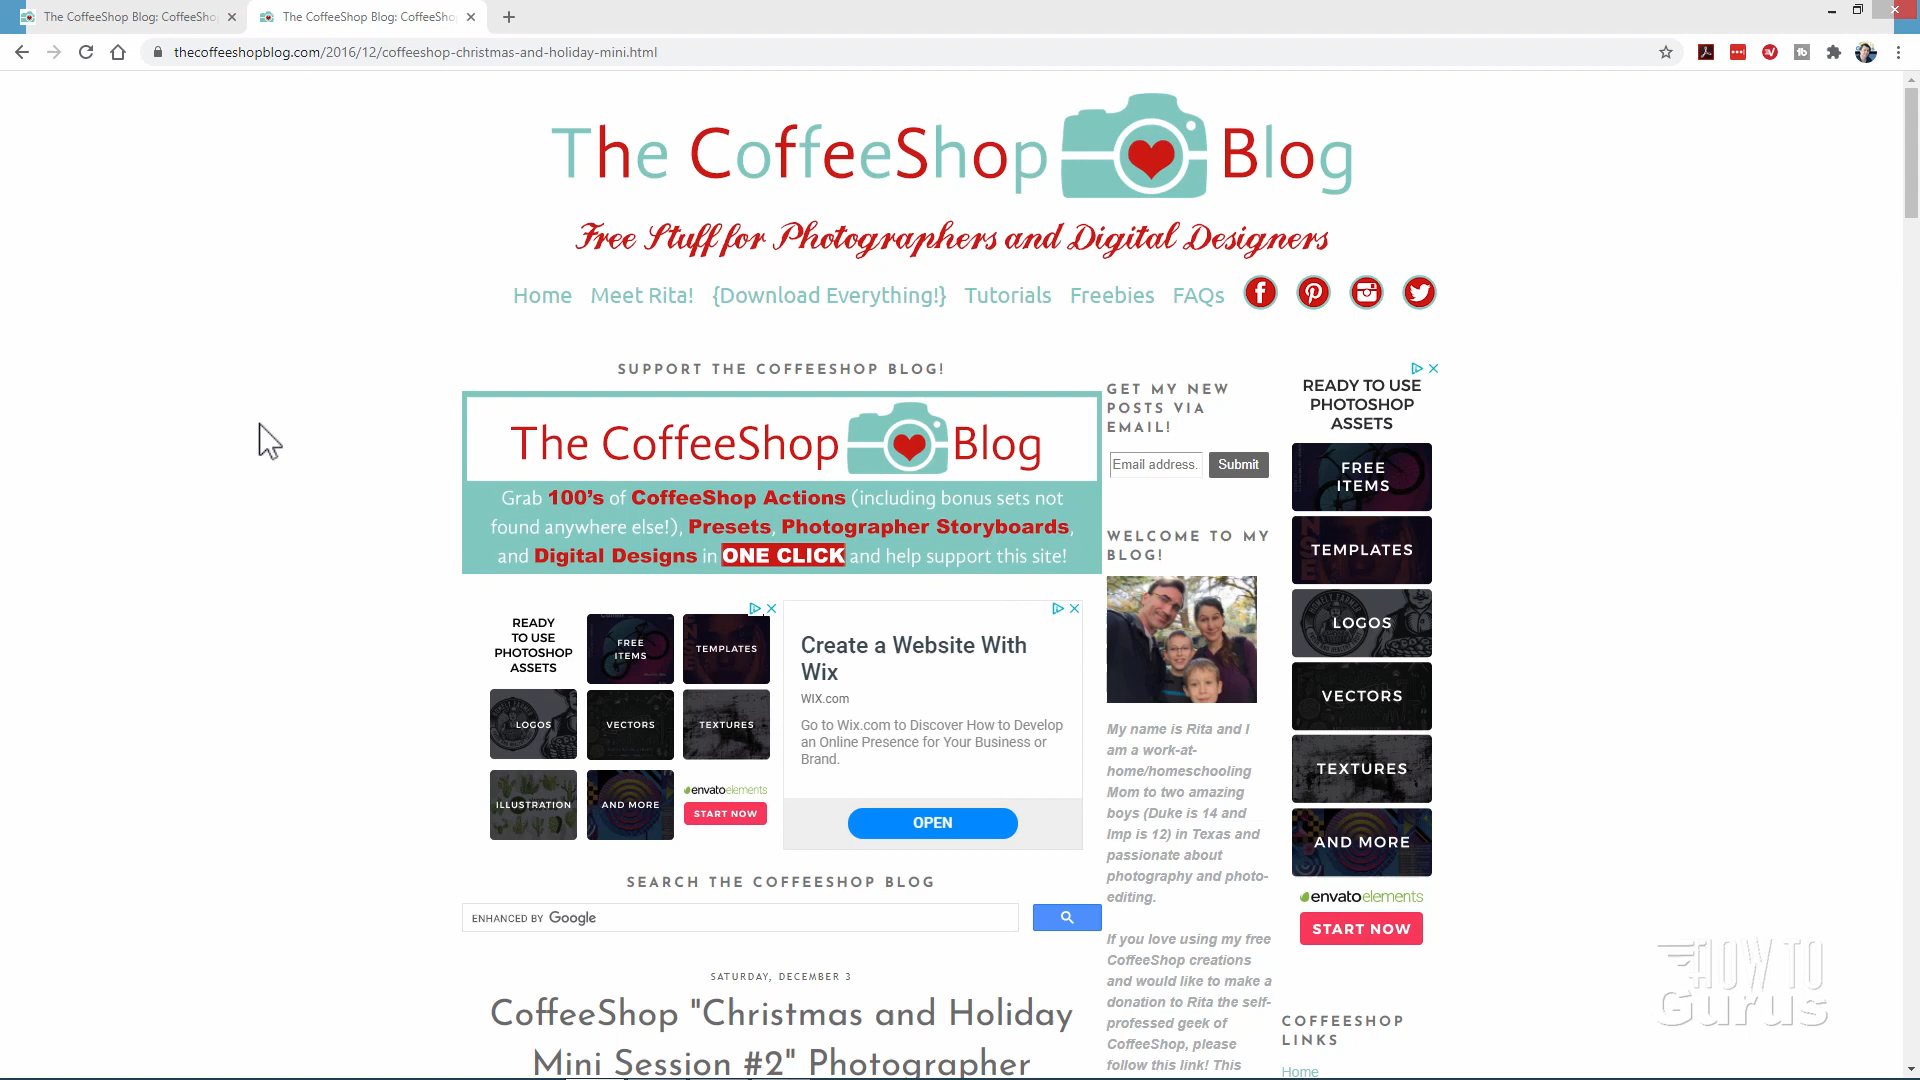 The CoffeeShop Blog: CoffeeSho
The CoffeeShop Blog: CoffeeSho
thecoffeeshopblog.com/2016/12/coffeeshop-christmas-and-holiday-mini.html
The CoffeeShop Blog
Free Stuff for Photographers and Digital Designers
Home Meet Rita! {Download Everything!} Tutorials Freebies FAQs
SUPPORT THE COFFEESHOP BLOG!
The CoffeeShop Blog
Grab 100's of CoffeeShop Actions (including bonus sets not
found anywhere else!), Presets, Photographer Storyboards,
and Digital Designs in ONE CLICK and help support this site!
READY
TO USE
PHOTOSHOP
ASSETS
FREE
ITEMS
TEMPLATES
LOGOS
VECTORS
TEXTURES
ILLUSTRATION
AND MORE
envatoelements
START NOW
Create a Website With
Wix
WIX.com
Go to Wix.com to Discover How to Develop
an Online Presence for Your Business or
Brand.
OPEN
SEARCH THE COFFEESHOP BLOG
ENHANCED BY Google
SATURDAY, DECEMBER 3
CoffeeShop "Christmas and Holiday
Mini Session #2" Photographer
GET MY NEW
POSTS VIA
EMAIL!
Email address.
Submit
WELCOME TO MY
BLOG!
My name is Rita and I
am a work-at-
home/homeschooling
Mom to two amazing
boys (Duke is 14 and
Imp is 12) in Texas and
passionate about
photography and photo-
editing.
If you love using my free
CoffeeShop creations
and would like to make a
donation to Rita the self-
professed geek of
CoffeeShop, please
follow this link! This
READY TO USE
PHOTOSHOP
ASSETS
FREE
ITEMS
TEMPLATES
LOGOS
VECTORS
TEXTURES
AND MORE
envatoelements
START NOW
COFFEESHOP
LINKS
Home
HOW TO
Gurus